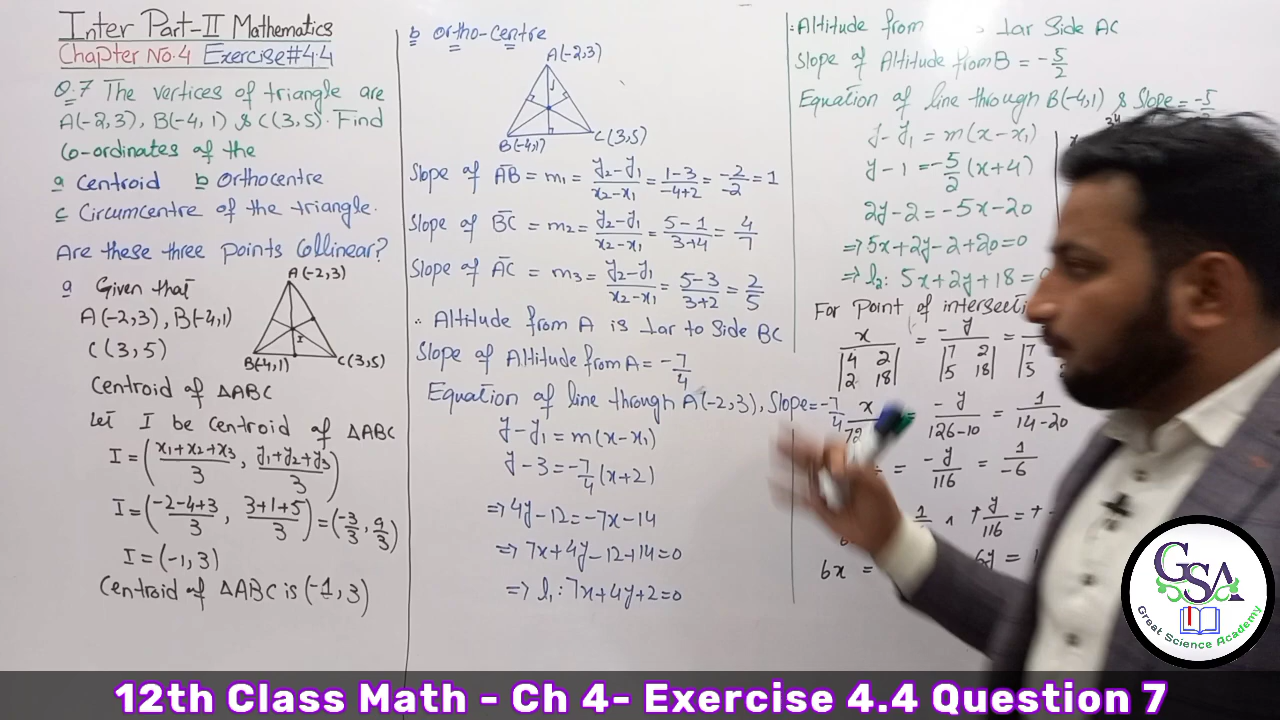 Inter Part-II Mathematics
Chapter No.4 Exercise#4.4
Q.7 The vertices of triangle are
A(-2,3), B(-4,1) & C(3,5). Find
Co-ordinates of the
a Centroid b Orthocentre
c Circumcentre of the triangle.
Are these three points Collinear?
a Given that
A(-2,3), B(-4,1)
C(3,5)
A(-2,3)
I
B(-4,1) C(3,5)
Centroid of ΔABC
Let I be Centroid of ΔABC
I = ((x₁+x₂+x₃)/3, (y₁+y₂+y₃)/3)
I = ((-2-4+3)/3, (3+1+5)/3) = (-3/3, 9/3)
I = (-1, 3)
Centroid of ΔABC is (-1, 3)
b ortho-centre
A(-2,3)
B(-4,1) C(3,5)
Slope of AB̄ = m₁ = (y₂-y₁)/(x₂-x₁) = (1-3)/(-4+2) = -2/-2 = 1
Slope of BC̄ = m₂ = (y₂-y₁)/(x₂-x₁) = (5-1)/(3+4) = 4/7
Slope of AC̄ = m₃ = (y₂-y₁)/(x₂-x₁) = (5-3)/(3+2) = 2/5
∴ Altitude from A is ⊥ar to Side BC
Slope of Altitude from A = -7/4
Equation of line through A(-2,3), Slope = -7/4
y-y₁ = m(x-x₁)
y-3 = -7/4 (x+2)
⇒ 4y-12 = -7x-14
⇒ 7x+4y-12+14=0
⇒ l₁: 7x+4y+2=0
∴ Altitude from ⊥ar Side AC
Slope of Altitude from B = -5/2
Equation of line through B(-4,1) & Slope = -5
y-y₁ = m(x-x₁)
y-1 = -5/2 (x+4)
2y-2 = -5x-20
⇒ 5x+2y-2+20=0
⇒ l₂: 5x+2y+18=0
For Point of intersection
x/|4 2; 2 18| = -y/|7 2; 5 18| =
x/72 = -y/(126-10) = 1/(14-20)
= -y/116 = 1/-6
+y/116 = +
6x = 6y =
GSA
Great Science Academy
12th Class Math - Ch 4- Exercise 4.4 Question 7